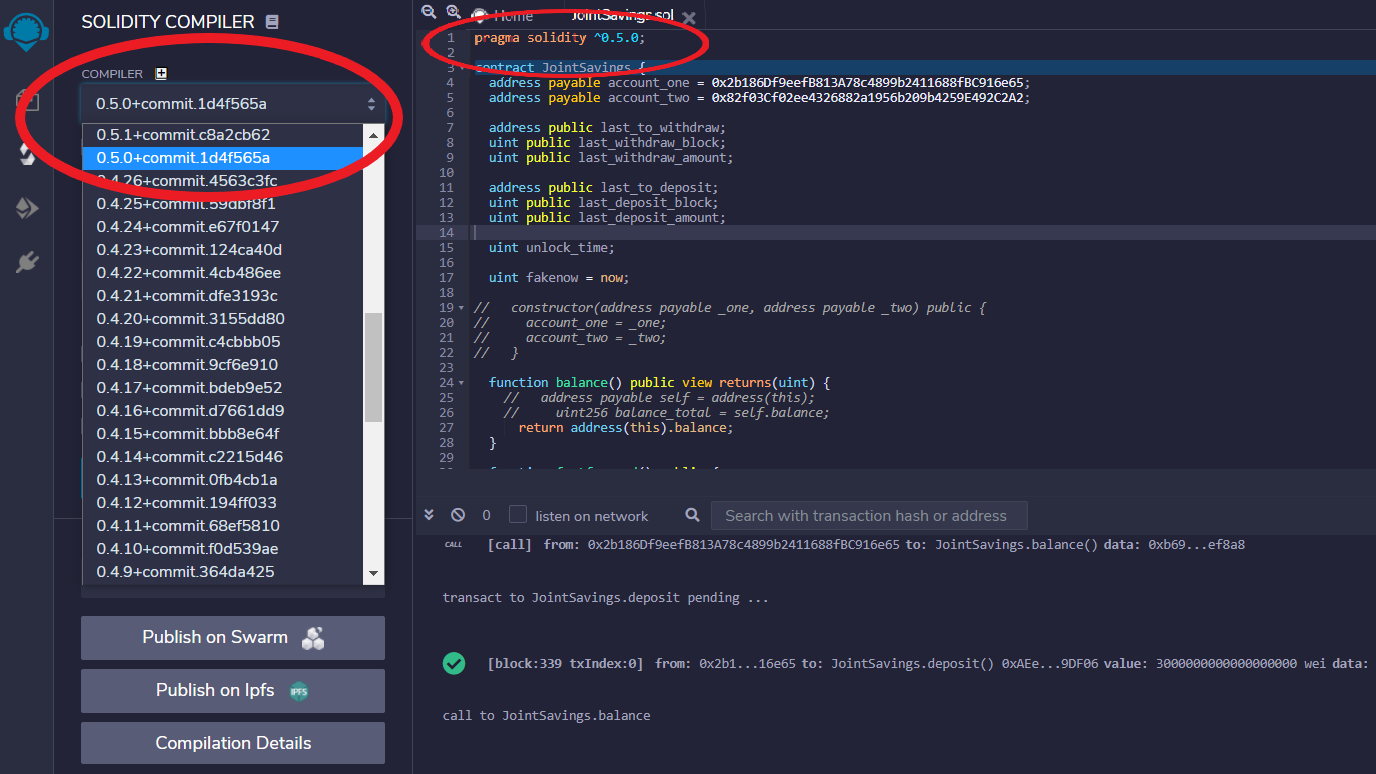 SOLIDITY COMPILER
COMPILER
0.5.0+commit.1d4f565a
0.5.1+commit.c8a2cb62
0.5.0+commit.1d4f565a
0.4.26+commit.4563c3fc
0.4.25+commit.59dbf8f1
0.4.24+commit.e67f0147
0.4.23+commit.124ca40d
0.4.22+commit.4cb486ee
0.4.21+commit.dfe3193c
0.4.20+commit.3155dd80
0.4.19+commit.c4cbbb05
0.4.18+commit.9cf6e910
0.4.17+commit.bdeb9e52
0.4.16+commit.d7661dd9
0.4.15+commit.bbb8e64f
0.4.14+commit.c2215d46
0.4.13+commit.0fb4cb1a
0.4.12+commit.194ff033
0.4.11+commit.68ef5810
0.4.10+commit.f0d539ae
0.4.9+commit.364da425
Publish on Swarm
Publish on Ipfs IPFS
Compilation Details
Home JointSavings.sol
1 pragma solidity ^0.5.0;
2
3 contract JointSavings {
4 address payable account_one = 0x2b186Df9eefB813A78c4899b2411688fBC916e65;
5 address payable account_two = 0x82f03Cf02ee4326882a1956b209b4259E492C2A2;
6
7 address public last_to_withdraw;
8 uint public last_withdraw_block;
9 uint public last_withdraw_amount;
10
11 address public last_to_deposit;
12 uint public last_deposit_block;
13 uint public last_deposit_amount;
14
15 uint unlock_time;
16
17 uint fakenow = now;
18
19 // constructor(address payable _one, address payable _two) public {
20 // account_one = _one;
21 // account_two = _two;
22 // }
23
24 function balance() public view returns(uint) {
25 // address payable self = address(this);
26 // uint256 balance_total = self.balance;
27 return address(this).balance;
28 }
29
0 listen on network Search with transaction hash or address
CALL [call] from: 0x2b186Df9eefB813A78c4899b2411688fBC916e65 to: JointSavings.balance() data: 0xb69...ef8a8
transact to JointSavings.deposit pending ...
[block:339 txIndex:0] from: 0x2b1...16e65 to: JointSavings.deposit() 0xAEe...9DF06 value: 3000000000000000000 wei data:
call to JointSavings.balance